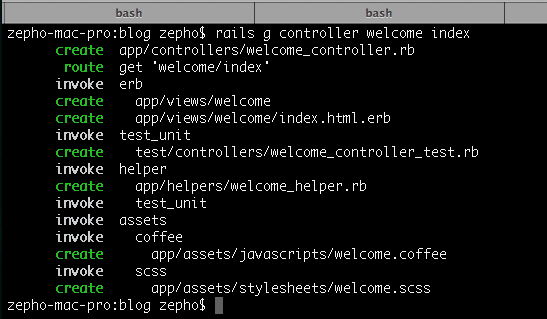 bash bash
zepho-mac-pro:blog zepho$ rails g controller welcome index
create app/controllers/welcome_controller.rb
route get 'welcome/index'
invoke erb
create app/views/welcome
create app/views/welcome/index.html.erb
invoke test_unit
create test/controllers/welcome_controller_test.rb
invoke helper
create app/helpers/welcome_helper.rb
invoke test_unit
invoke assets
invoke coffee
create app/assets/javascripts/welcome.coffee
invoke scss
create app/assets/stylesheets/welcome.scss
zepho-mac-pro:blog zepho$